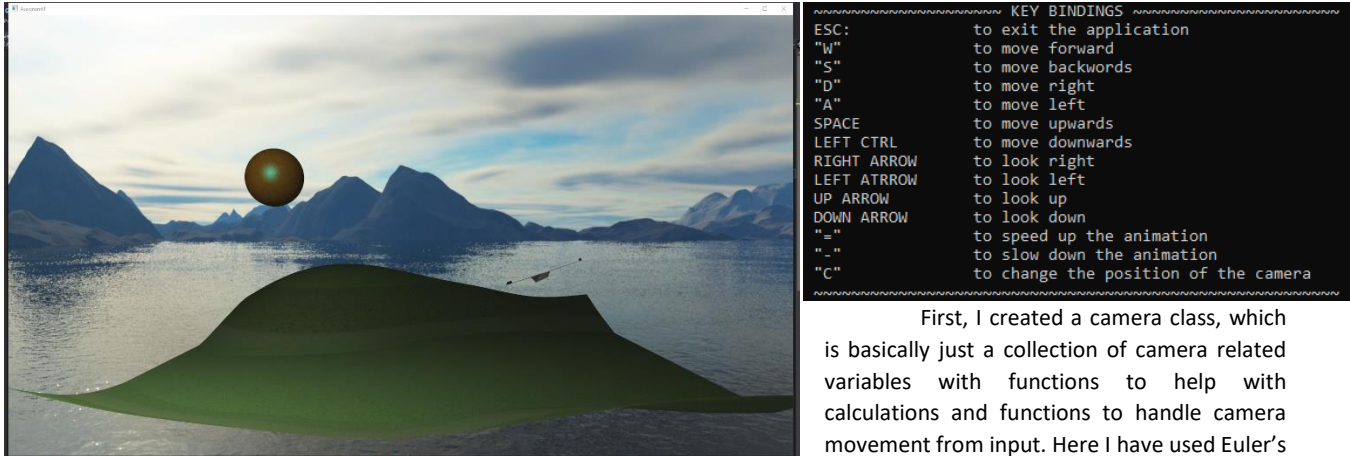 ~~~~~~~~~~~~~~~~~~~~ KEY BINDINGS ~~~~~~~~~~~~~~~~~~~~~~~~~
ESC: to exit the application
"W" to move forward
"S" to move backwords
"D" to move right
"A" to move left
SPACE to move upwards
LEFT CTRL to move downwards
RIGHT ARROW to look right
LEFT ATRROW to look left
UP ARROW to look up
DOWN ARROW to look down
"=" to speed up the animation
"-" to slow down the animation
"C" to change the position of the camera
~~~~~~~~~~~~~~~~~~~~~~~~~~~~~~~~~~~~~~~~~~~~~~~~~~~~~~~~~~~
First, I created a camera class, which
is basically just a collection of camera related
variables with functions to help with
calculations and functions to handle camera
movement from input. Here I have used Euler's